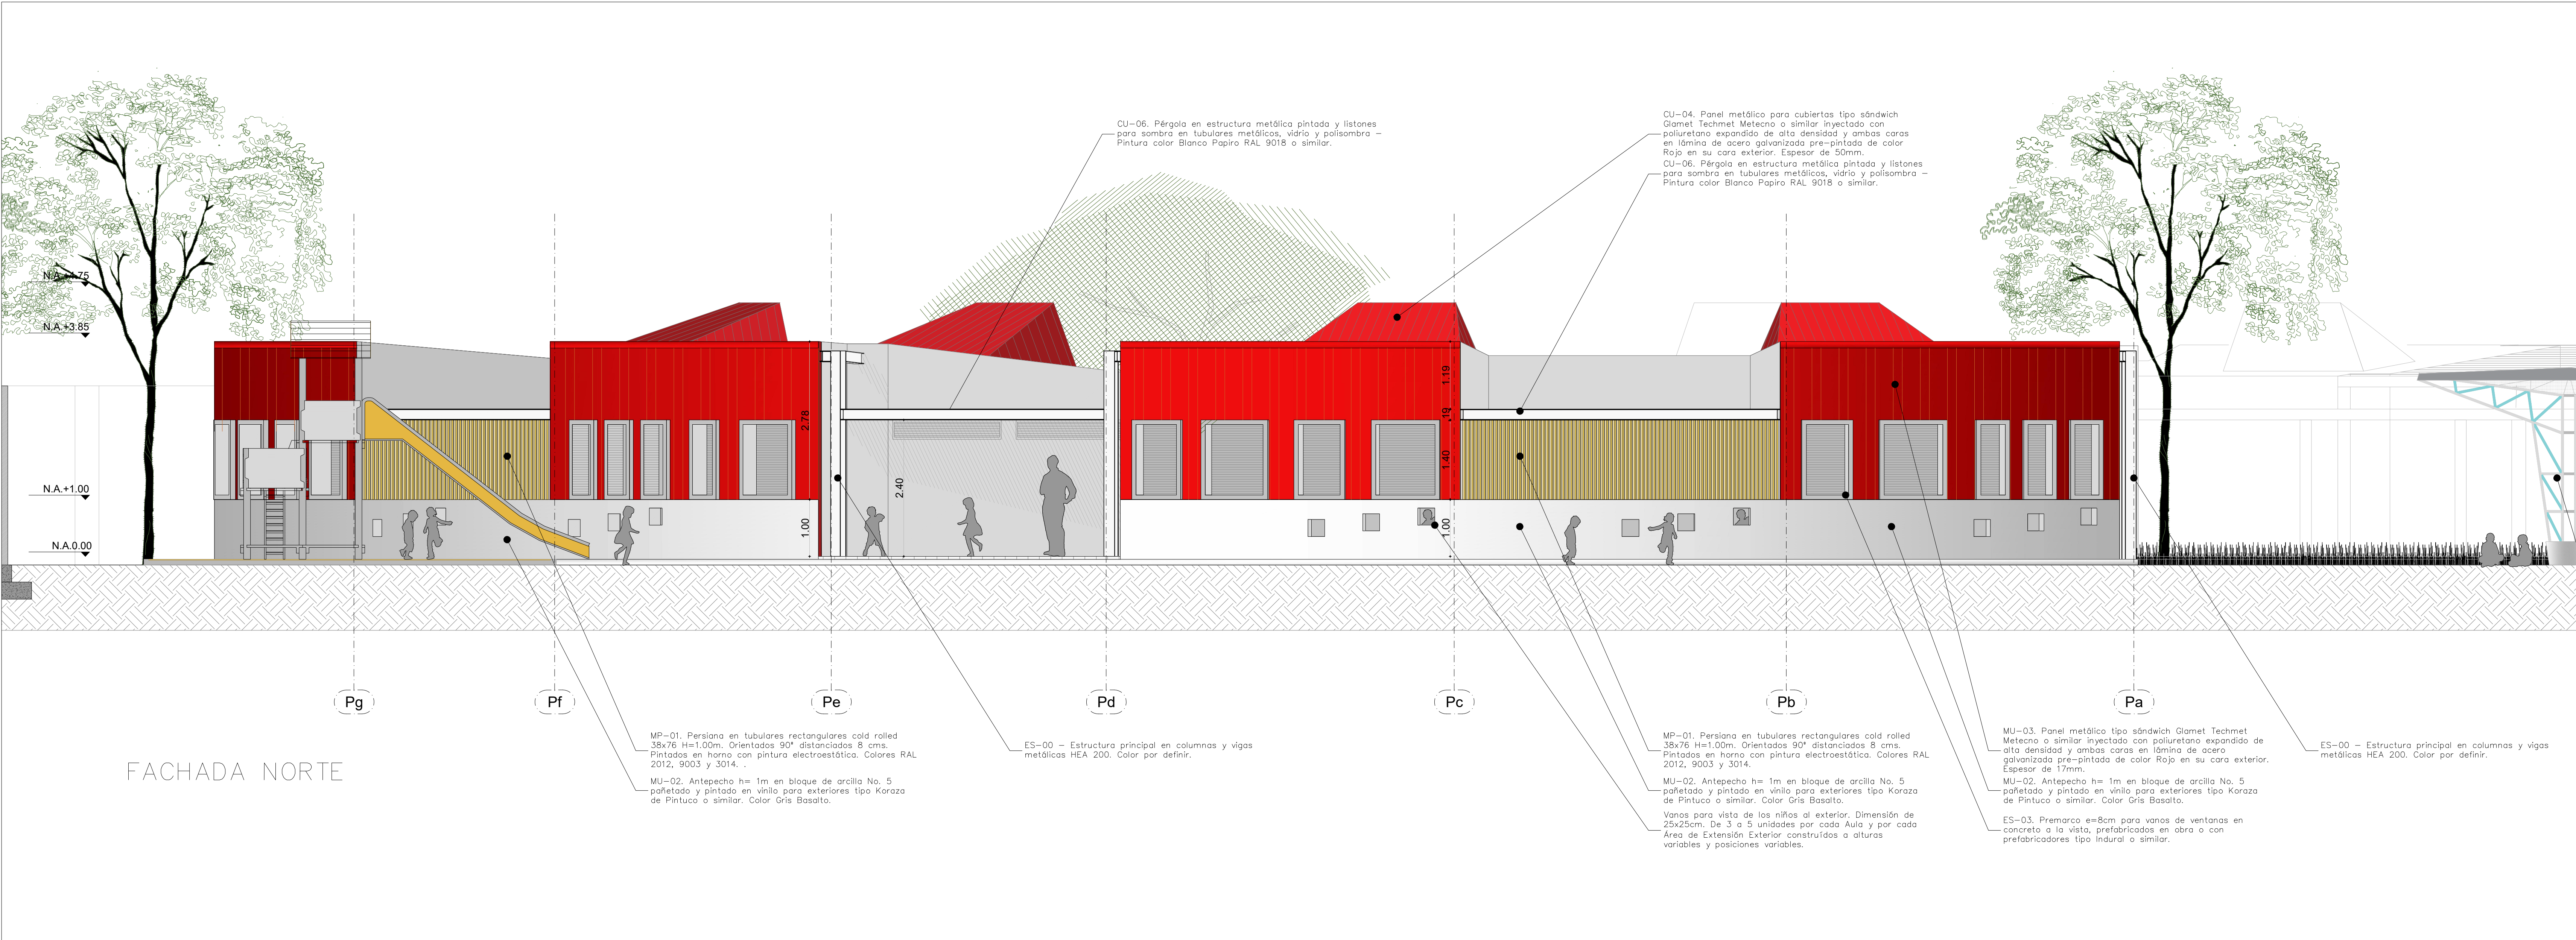 CU-06. Pérgola en estructura metálica pintada y listones
para sombra en tubulares metálicos, vidrio y polisombra -
Pintura color Blanco Papiro RAL 9018 o similar.
CU-04. Panel metálico para cubiertas tipo sándwich
Glamet Techmet Metecno o similar inyectado con
poliuretano expandido de alta densidad y ambas caras
en lámina de acero galvanizada pre-pintada de color
Rojo en su cara exterior. Espesor de 50mm.
CU-06. Pérgola en estructura metálica pintada y listones
para sombra en tubulares metálicos, vidrio y polisombra -
Pintura color Blanco Papiro RAL 9018 o similar.
N.A.+4.75
N.A.+3.85
N.A.+1.00
N.A.0.00
2.78
1.00
2.40
1.19
.19
1.40
1.00
Pg
Pf
Pe
Pd
Pc
Pb
Pa
FACHADA NORTE
MP-01. Persiana en tubulares rectangulares cold rolled
38x76 H=1.00m. Orientados 90° distanciados 8 cms.
Pintados en horno con pintura electroestática. Colores RAL
2012, 9003 y 3014. .
MU-02. Antepecho h= 1m en bloque de arcilla No. 5
pañetado y pintado en vinilo para exteriores tipo Koraza
de Pintuco o similar. Color Gris Basalto.
ES-00 - Estructura principal en columnas y vigas
metálicas HEA 200. Color por definir.
MP-01. Persiana en tubulares rectangulares cold rolled
38x76 H=1.00m. Orientados 90° distanciados 8 cms.
Pintados en horno con pintura electroestática. Colores RAL
2012, 9003 y 3014.
MU-02. Antepecho h= 1m en bloque de arcilla No. 5
pañetado y pintado en vinilo para exteriores tipo Koraza
de Pintuco o similar. Color Gris Basalto.
Vanos para vista de los niños al exterior. Dimensión de
25x25cm. De 3 a 5 unidades por cada Aula y por cada
Área de Extensión Exterior construídos a alturas
variables y posiciones variables.
MU-03. Panel metálico tipo sándwich Glamet Techmet
Metecno o similar inyectado con poliuretano expandido de
alta densidad y ambas caras en lámina de acero
galvanizada pre-pintada de color Rojo en su cara exterior.
Espesor de 17mm.
MU-02. Antepecho h= 1m en bloque de arcilla No. 5
pañetado y pintado en vinilo para exteriores tipo Koraza
de Pintuco o similar. Color Gris Basalto.
ES-03. Premarco e=8cm para vanos de ventanas en
concreto a la vista, prefabricados en obra o con
prefabricadores tipo Indural o similar.
ES-00 - Estructura principal en columnas y vigas
metálicas HEA 200. Color por definir.